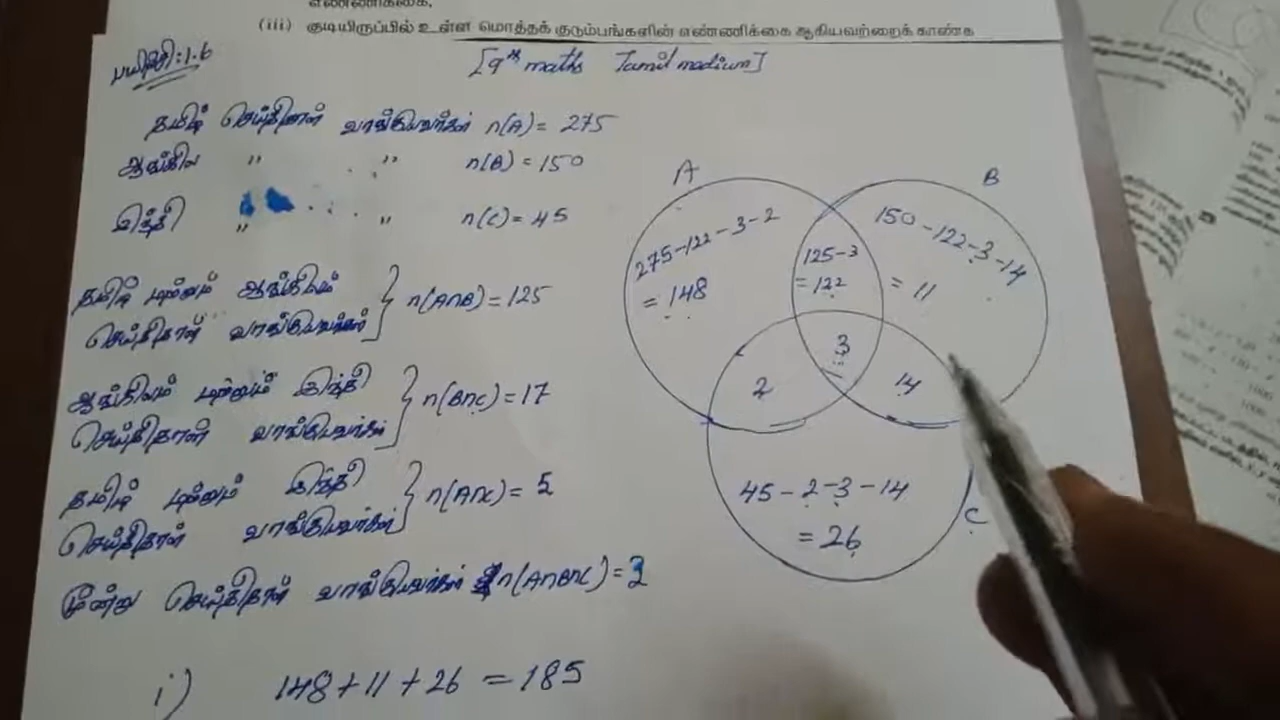 எண்ணிக்கை.
(iii) குடியிருப்பில் உள்ள மொத்தக் குடும்பங்களின் எண்ணிக்கை ஆகியவற்றைக் காண்க
பயிற்சி:1.6
[9th maths Tamil medium]
தமிழ் செய்தித்தாள் வாங்குபவர்கள் n(A) = 275
ஆங்கில " " n(B) = 150
இந்தி " " n(C) = 45
தமிழ் மற்றும் ஆங்கிலம்
செய்தித்தாள் வாங்குபவர்கள் } n(A∩B) = 125
ஆங்கிலம் மற்றும் இந்தி
செய்தித்தாள் வாங்குபவர்கள் } n(B∩C) = 17
தமிழ் மற்றும் இந்தி
செய்தித்தாள் வாங்குபவர்கள் } n(A∩C) = 5
மூன்று செய்தித்தாள் வாங்குபவர்கள் n(A∩B∩C) = 3
A
B
275-122-3-2
= 148
125-3
= 122
150-122-3-14
= 11
3
2
14
45-2-3-14
= 26
C
i) 148+11+26 = 185